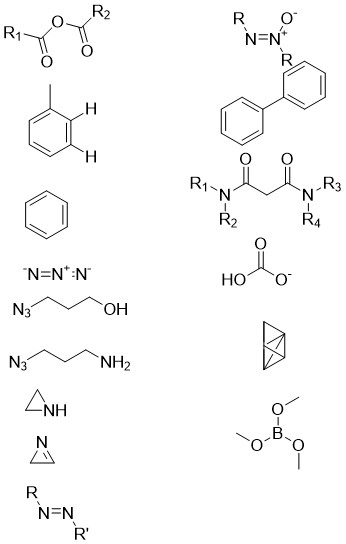 R1 O R2
O O
H
H
-N=N+:N-
N3 OH
N3 NH2
NH
N
R
N=N
R'
R O-
N=N+
R
O O
R1 N N R3
R2 R4
O
HO O-
O
B
O O